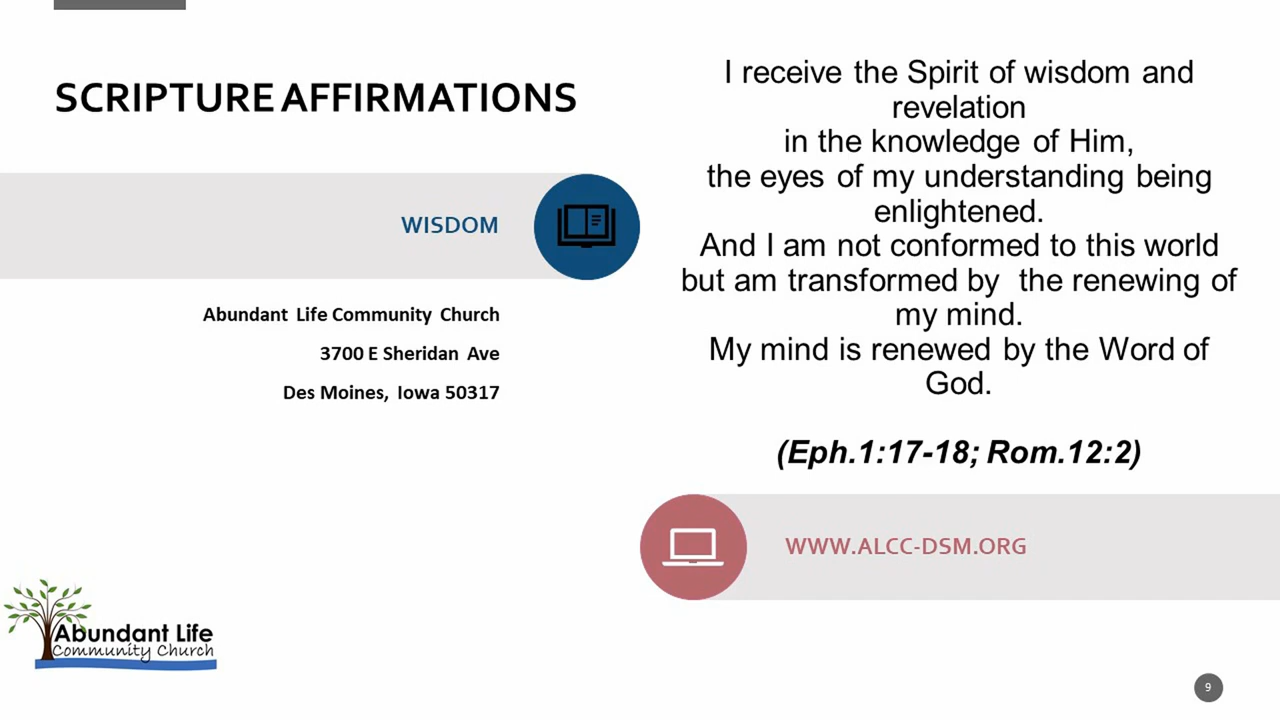 SCRIPTURE AFFIRMATIONS
WISDOM
Abundant Life Community Church
3700 E Sheridan Ave
Des Moines, Iowa 50317
I receive the Spirit of wisdom and
revelation
in the knowledge of Him,
the eyes of my understanding being
enlightened.
And I am not conformed to this world
but am transformed by the renewing of
my mind.
My mind is renewed by the Word of
God.
(Eph.1:17-18; Rom.12:2)
WWW.ALCC-DSM.ORG
Abundant Life
Community Church
9